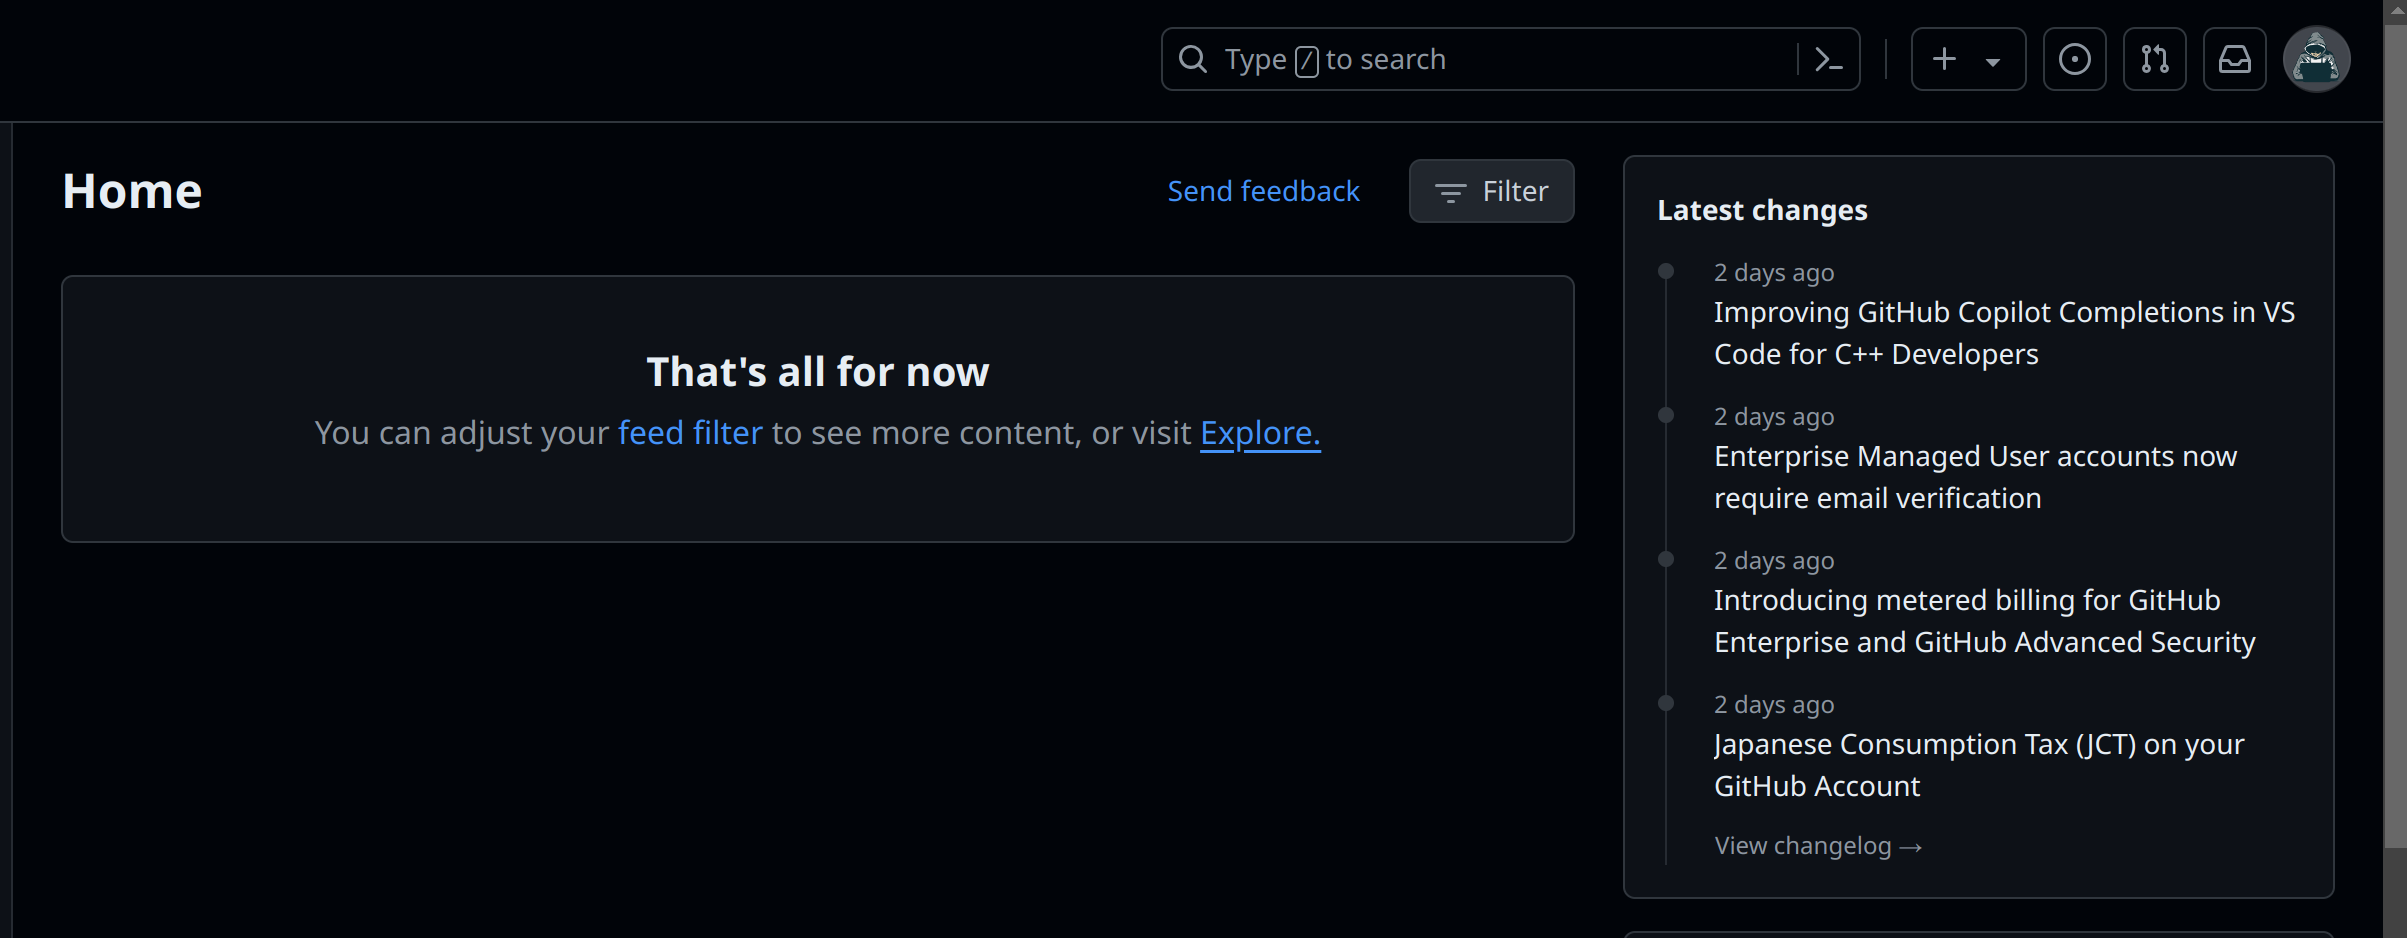 Type / to search
Home
Send feedback
Filter
That's all for now
You can adjust your feed filter to see more content, or visit Explore.
Latest changes
2 days ago
Improving GitHub Copilot Completions in VS
Code for C++ Developers
2 days ago
Enterprise Managed User accounts now
require email verification
2 days ago
Introducing metered billing for GitHub
Enterprise and GitHub Advanced Security
2 days ago
Japanese Consumption Tax (JCT) on your
GitHub Account
View changelog →